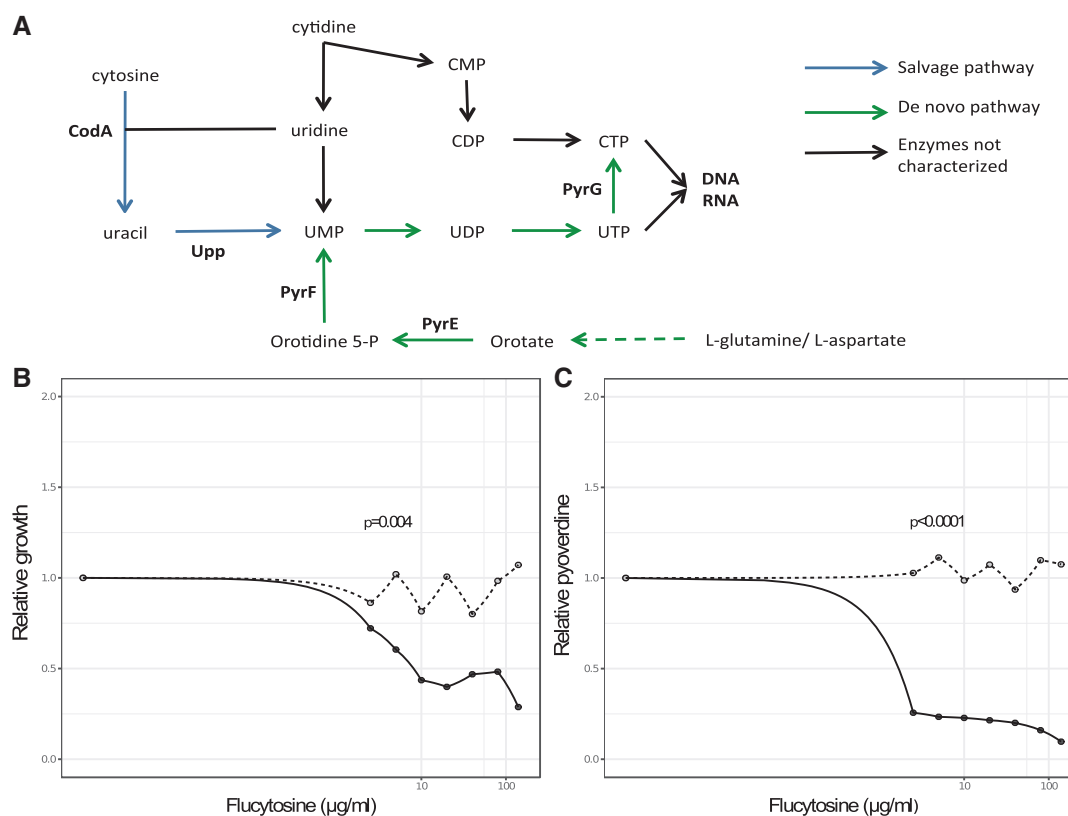 A
cytidine
cytosine
CMP
Salvage pathway
De novo pathway
CodA
uridine
CDP
CTP
Enzymes not
characterized
PyrG
DNA
RNA
uracil
Upp
UMP
UDP
UTP
PyrF
PyrE
Orotidine 5-P
Orotate
L-glutamine/ L-aspartate
B
2.0
1.5
1.0
0.5
0.0
Relative growth
p=0.004
10
100
Flucytosine (µg/ml)
C
2.0
1.5
1.0
0.5
0.0
Relative pyoverdine
p<0.0001
10
100
Flucytosine (µg/ml)